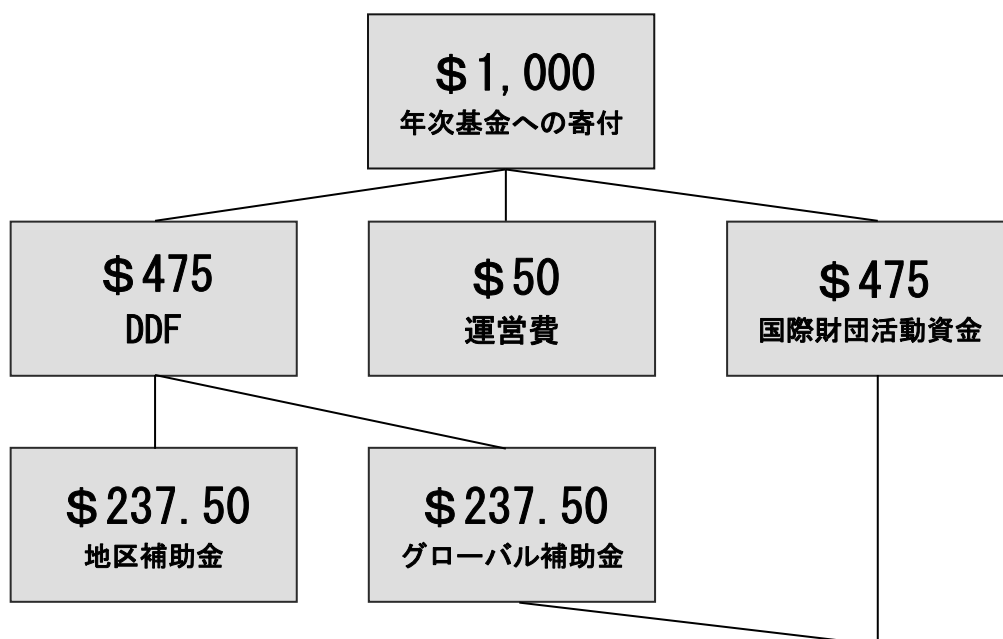 ＄1,000
年次基金への寄付
＄475
DDF
＄50
運営費
＄475
国際財団活動資金
＄237.50
地区補助金
＄237.50
グローバル補助金